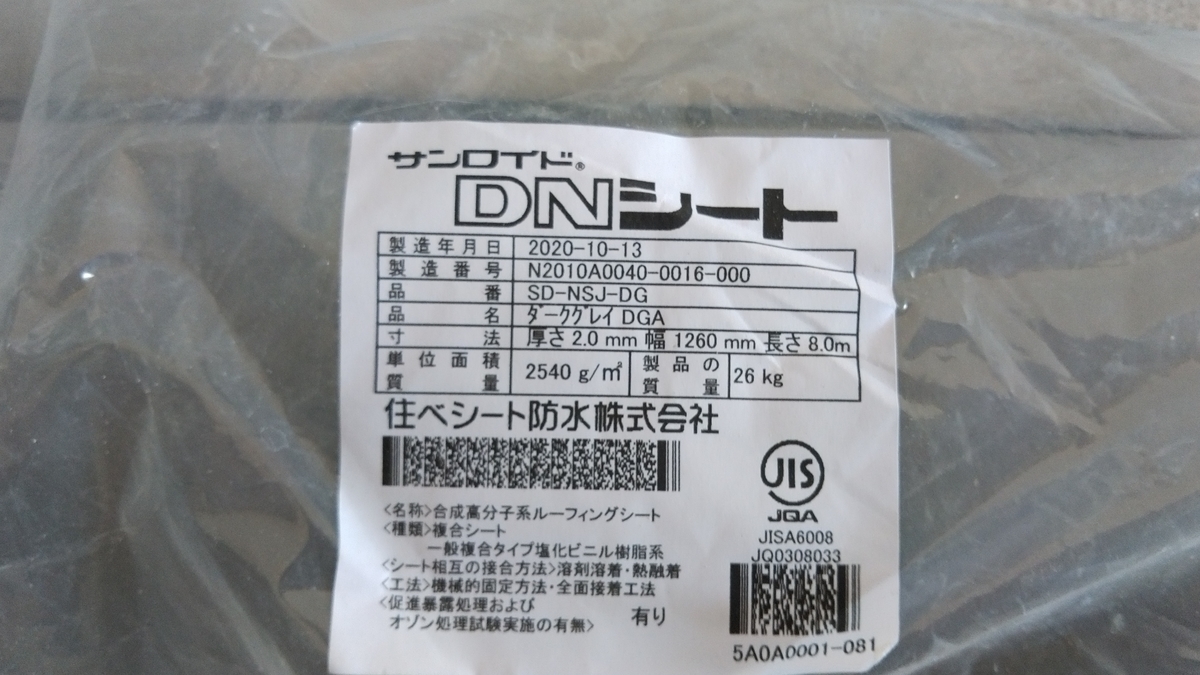 サンロイド®
DNシート
製造年月日 2020-10-13
製造番号 N2010A0040-0016-000
品番 SD-NSJ-DG
品名 ダークグレイ DGA
寸法 厚さ2.0 mm 幅 1260 mm 長さ 8.0m
単位面積質量 2540 g/㎡ 製品の質量 26 kg
住ベシート防水株式会社
JIS
JQA
JISA6008
JQ0308033
<名称>合成高分子系ルーフィングシート
<種類>複合シート
一般複合タイプ塩化ビニル樹脂系
<シート相互の接合方法>溶剤溶着・熱融着
<工法>機械的固定方法・全面接着工法
<促進暴露処理および
オゾン処理試験実施の有無> 有り
5A0A0001-081